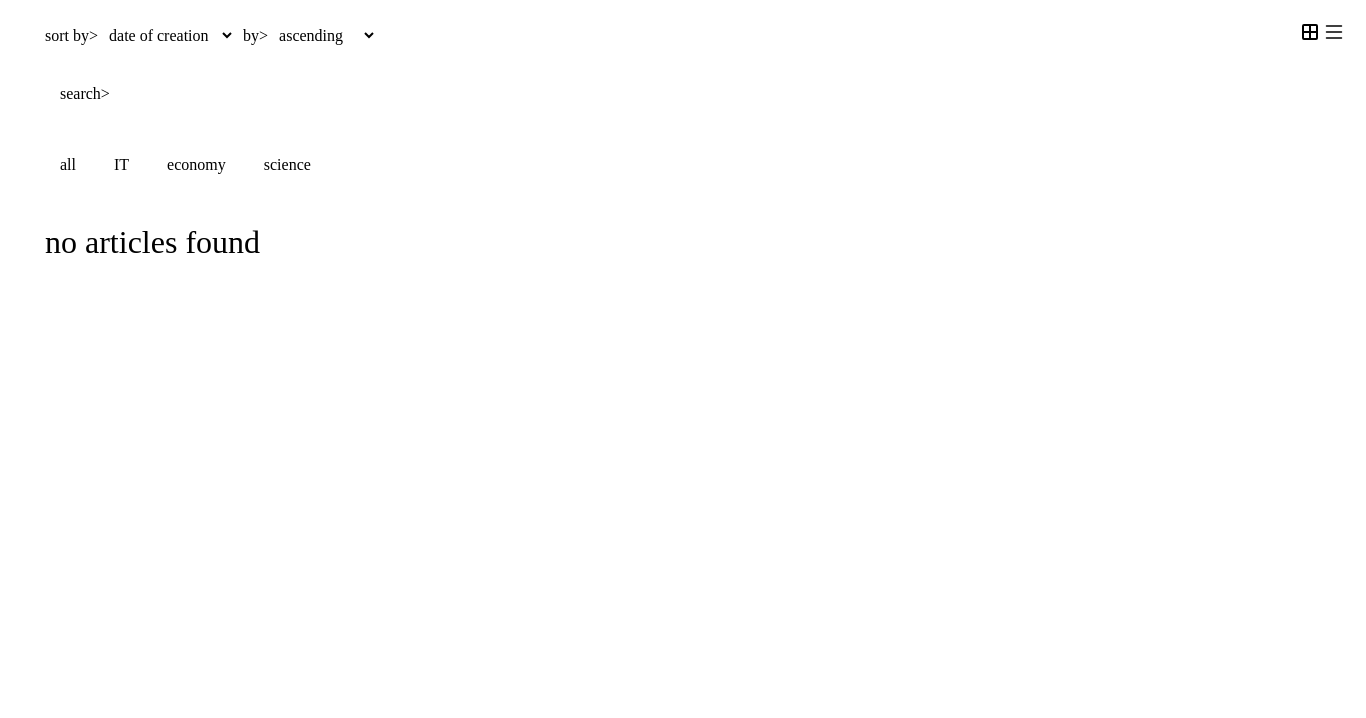 sort by> date of creation by> ascending
search>
all IT economy science
no articles found